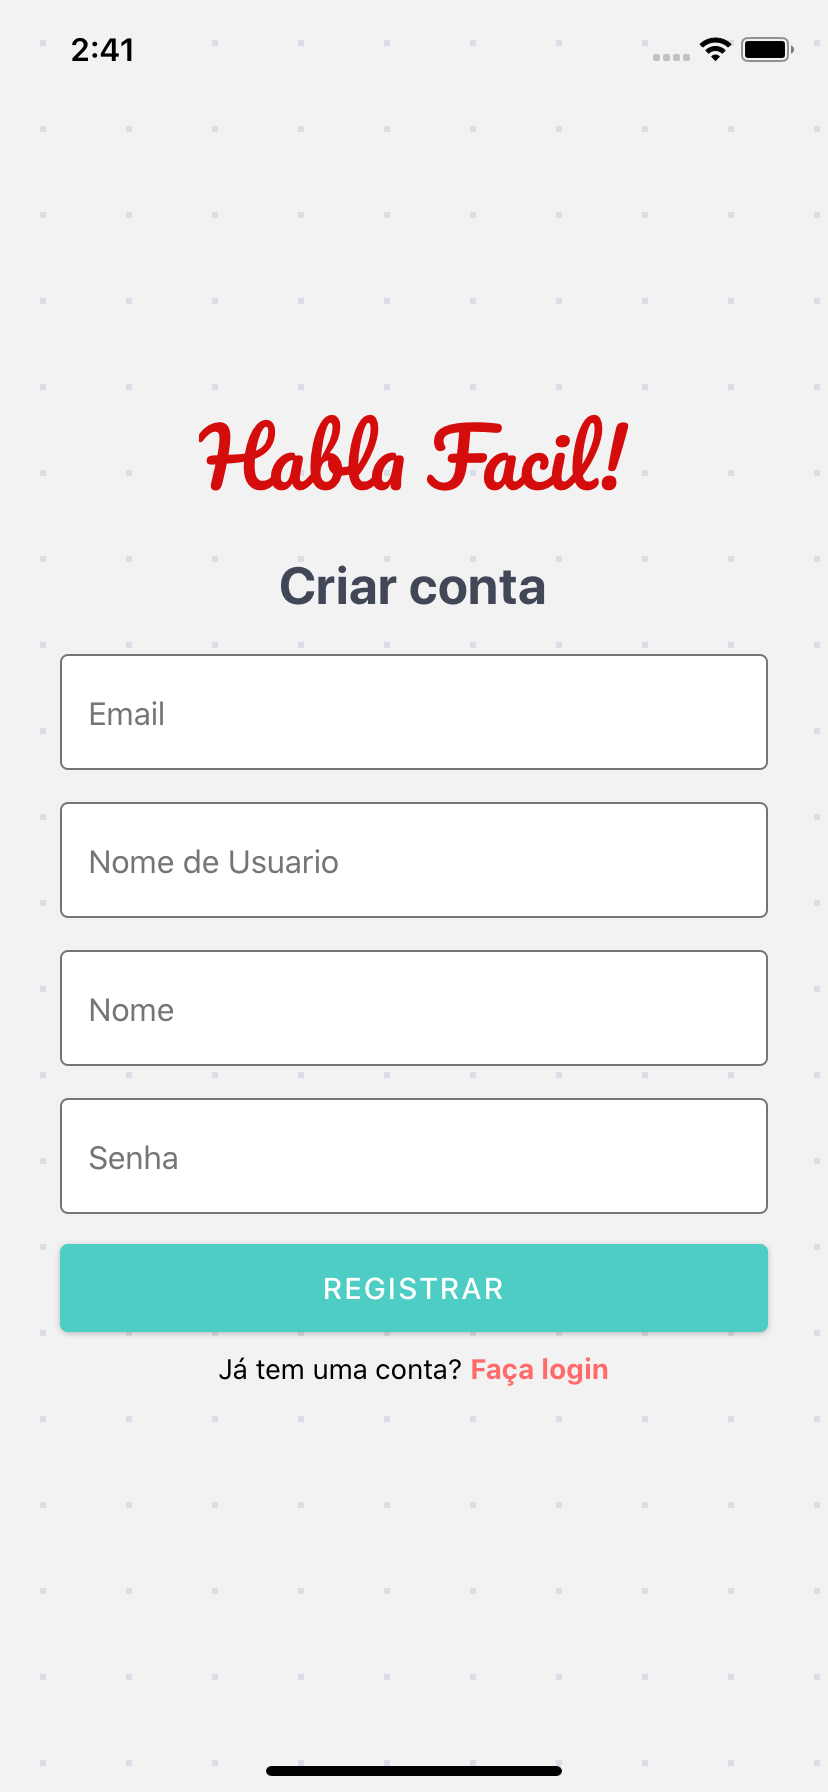 2:41
Habla Facil!
Criar conta
Email
Nome de Usuario
Nome
Senha
REGISTRAR
Já tem uma conta? Faça login